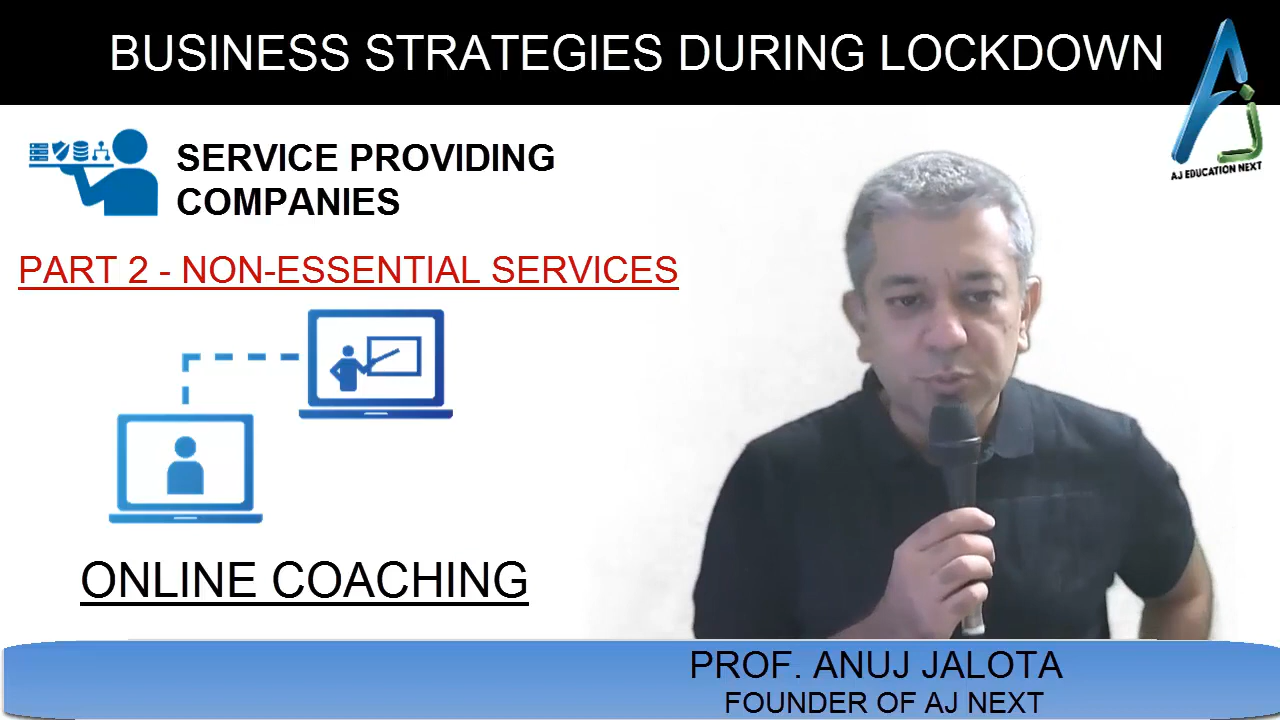 BUSINESS STRATEGIES DURING LOCKDOWN
AJ EDUCATION NEXT
SERVICE PROVIDING
COMPANIES
PART 2 - NON-ESSENTIAL SERVICES
ONLINE COACHING
PROF. ANUJ JALOTA
FOUNDER OF AJ NEXT